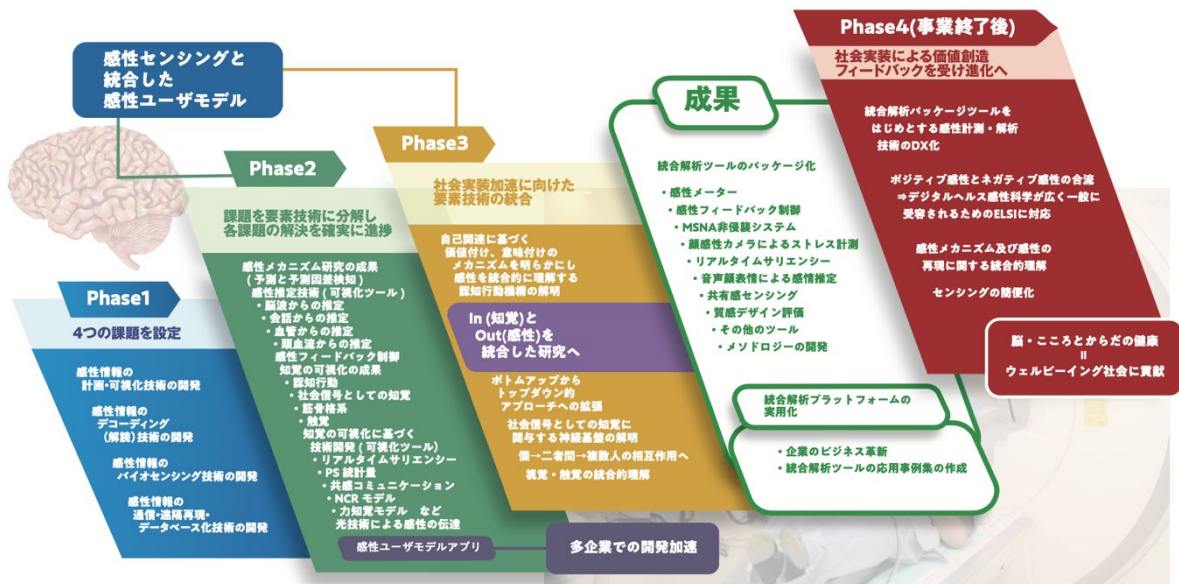 感性センシングと
統合した
感性ユーザモデル
Phase1
4つの課題を設定
感性情報の
計画・可視化技術の開発
感性情報の
デコーディング
(解読)技術の開発
感性情報の
バイオセンシング技術の開発
感性情報の
通信・遠隔再現・
データベース化技術の開発
Phase2
課題を要素技術に分解し
各課題の解決を確実に進捗
感性メカニズム研究の成果
(予測と予測因差検知)
感性推定技術(可視化ツール)
・脳波からの推定
・会話からの推定
・血管からの推定
・頭血流からの推定
感性フィードバック制御
知覚の可視化の成果
・認知行動
・社会信号としての知覚
・筋骨格系
・触覚
知覚の可視化に基づく
技術開発(可視化ツール)
・リアルタイムサリエンシー
・PS統計量
・共感コミュニケーション
・NCRモデル
・力知覚モデル など
光技術による感性の伝達
感性ユーザモデルアプリ
多企業での開発加速
Phase3
社会実装加速に向けた
要素技術の統合
自己関連に基づく
価値付け、意味付けの
メカニズムを明らかにし
感性を統合的に理解する
認知行動機構の解明
In (知覚)と
Out(感性)を
統合した研究へ
ボトムアップから
トップダウン的
アプローチへの拡張
社会信号としての知覚に
関与する神経基盤の解明
個→二者間→複数人の相互作用へ
視覚・触覚の統合的理解
成果
統合解析ツールのパッケージ化
・感性メーター
・感性フィードバック制御
・MSNA非侵襲システム
・顔感性カメラによるストレス計測
・リアルタイムサリエンシー
・音声顔表情による感情推定
・共有感センシング
・質感デザイン評価
・その他のツール
・メソドロジーの開発
統合解析プラットフォームの
実用化
・企業のビジネス革新
・統合解析ツールの応用事例集の作成
Phase4(事業終了後)
社会実装による価値創造
フィードバックを受け進化へ
統合解析パッケージツールを
はじめとする感性計測・解析
技術のDX化
ポジティブ感性とネガティブ感性の合流
⇒デジタルヘルス感性科学が広く一般に
受容されるためのELSIに対応
感性メカニズム及び感性の
再現に関する統合的理解
センシングの簡便化
脳・こころとからだの健康
=
ウェルビーイング社会に貢献